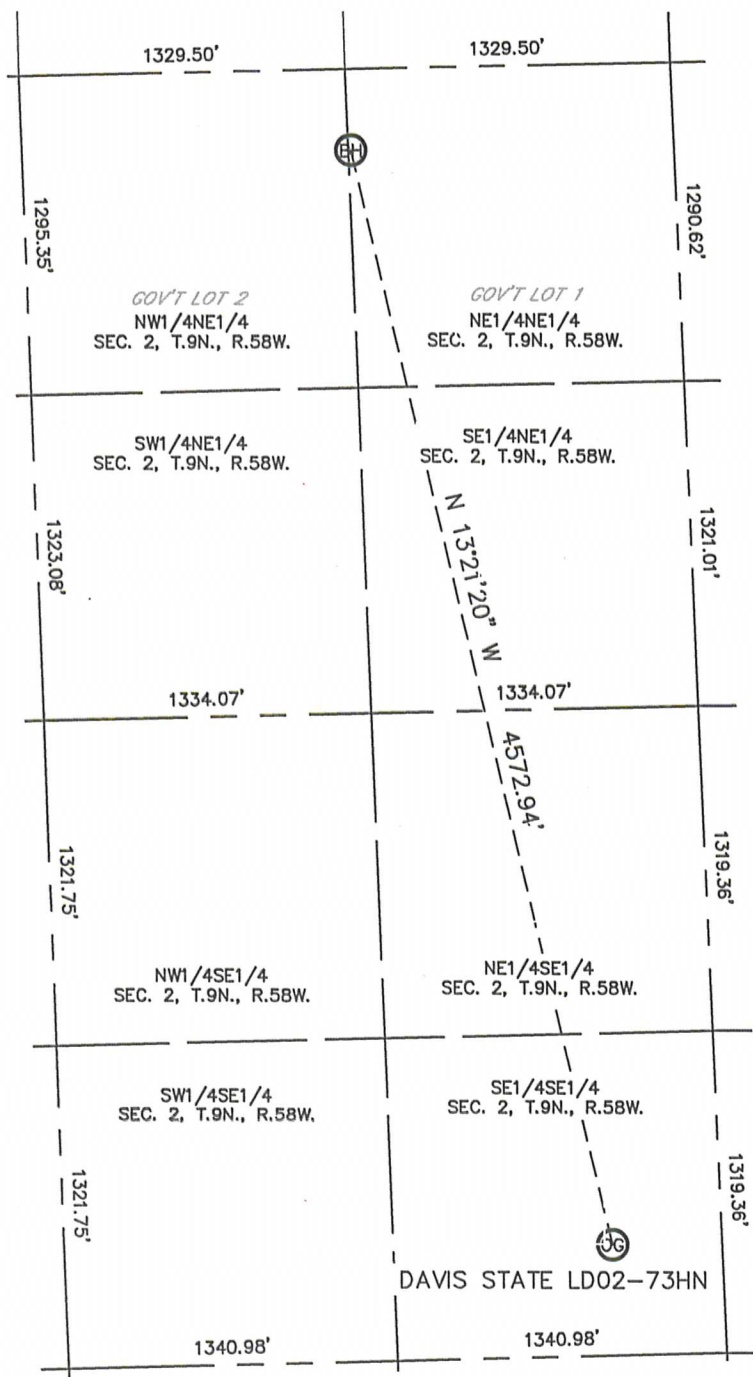 1329.50'
1329.50'
BH
1295.35'
1290.62'
GOV'T LOT 2
NW1/4NE1/4
SEC. 2, T.9N., R.58W.
GOV'T LOT 1
NE1/4NE1/4
SEC. 2, T.9N., R.58W.
SW1/4NE1/4
SEC. 2, T.9N., R.58W.
SE1/4NE1/4
SEC. 2, T.9N., R.58W.
1323.08'
N 13°21'20" W
1321.01'
1334.07'
1334.07'
4572.94'
1321.75'
1319.36'
NW1/4SE1/4
SEC. 2, T.9N., R.58W.
NE1/4SE1/4
SEC. 2, T.9N., R.58W.
SW1/4SE1/4
SEC. 2, T.9N., R.58W.
SE1/4SE1/4
SEC. 2, T.9N., R.58W.
1321.75'
1319.36'
OG
DAVIS STATE LD02-73HN
1340.98'
1340.98'